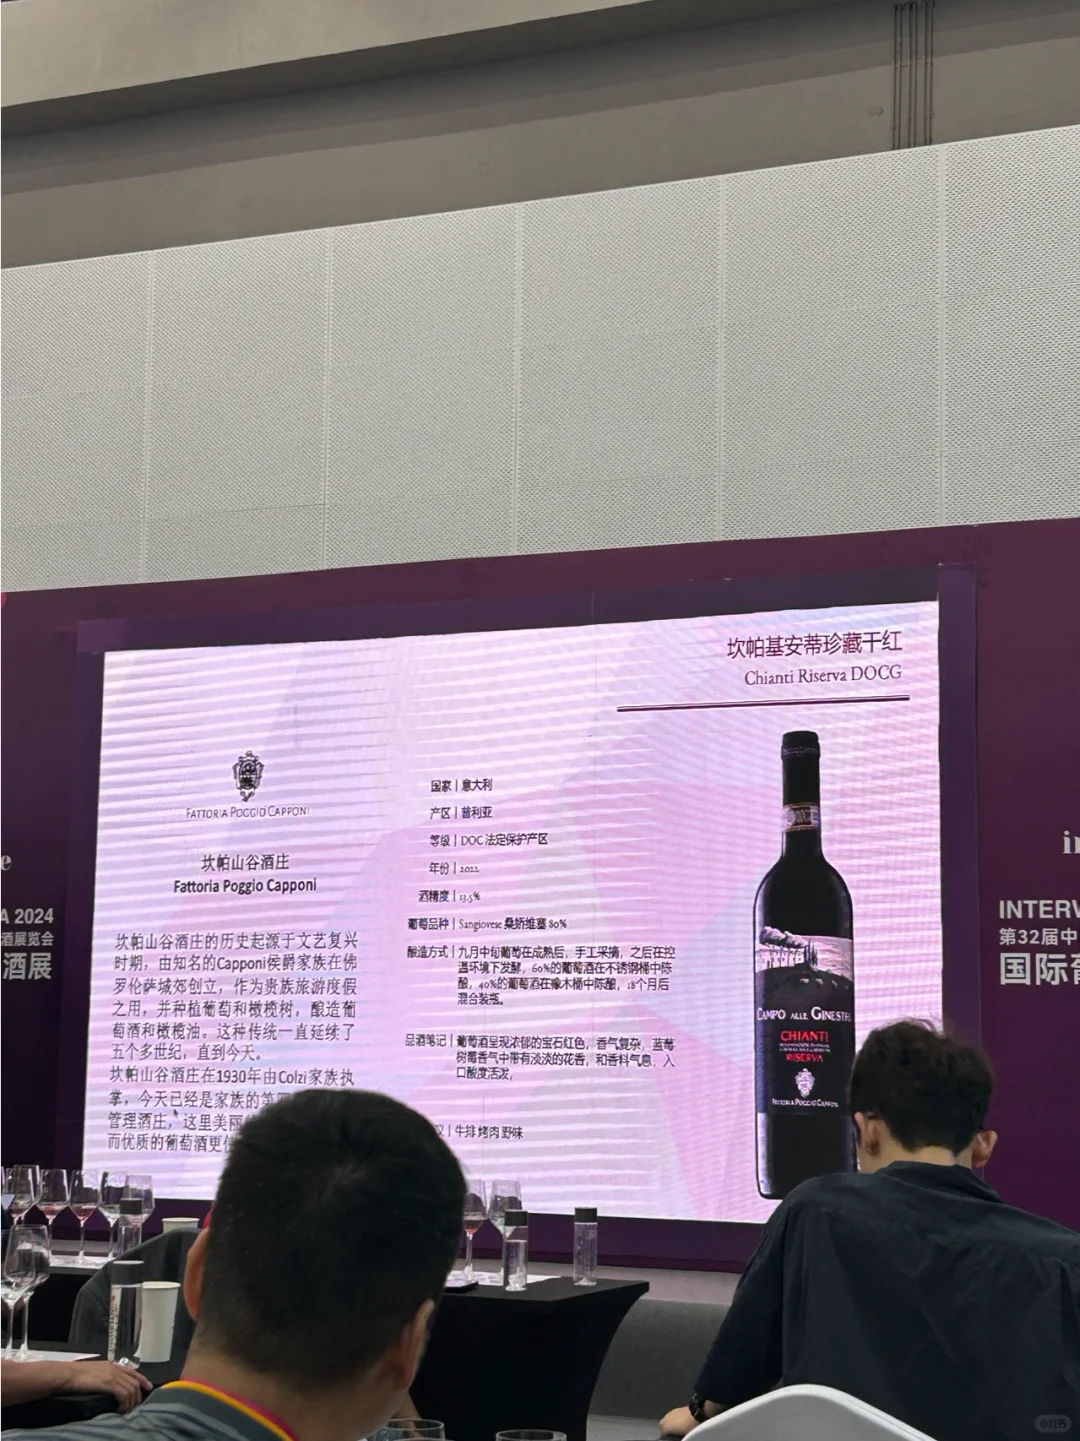 坎帕基安蒂珍藏干红
Chianti Riserva DOCG
FATTORIA POGGIO CAPPONI
坎帕山谷酒庄
Fattoria Poggio Capponi
坎帕山谷酒庄的历史起源于文艺复兴
时期，由知名的Capponi侯爵家族在佛
罗伦萨城郊创立，作为贵族旅游度假
之用，并种植葡萄和橄榄树，酿造葡
萄酒和橄榄油。这种传统一直延续了
五个多世纪，直到今天。
坎帕山谷酒庄在1930年由Colzi家族执
掌，今天已经是家族的第四
管理酒庄，这里美丽
而优质的葡萄酒更
国家 | 意大利
产区 | 普利亚
等级 | DOC 法定保护产区
年份 | 2022
酒精度 | 13.5%
葡萄品种 | Sangiovese 桑娇维塞 80%
酿造方式 | 九月中旬葡萄在成熟后，手工采摘，之后在控
温环境下发酵，60%的葡萄酒在不锈钢桶中陈
酿，40%的葡萄酒在橡木桶中陈酿，18个月后
混合装瓶。
品酒笔记 | 葡萄酒呈现浓郁的宝石红色，香气复杂，蓝莓
树莓香气中带有淡淡的花香，和香料气息，入
口酸度活发，
议 | 牛排 烤肉 野味
CAMPO ALLE GINESTRE
CHIANTI
RISERVA
FATTORIA POGGIO CAPPONI
e
A 2024
酒展览会
酒展
in
INTERW
第32届中
国际葡
小红书